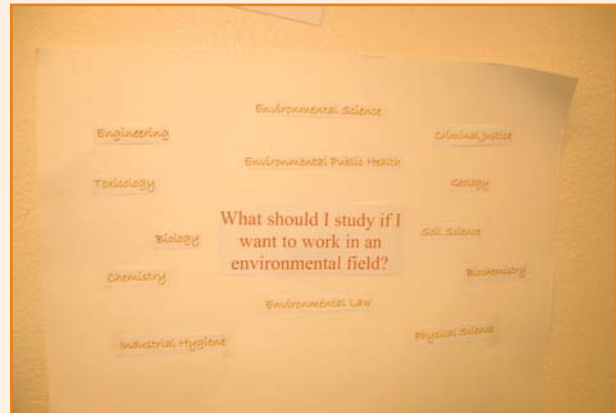 Environmental Science
Engineering
Criminal Justice
Environmental Public Health
Toxicology
Geology
What should I study if I
want to work in an
environmental field?
Biology
Soil Science
Chemistry
Biochemistry
Environmental Law
Industrial Hygiene
Physical Science